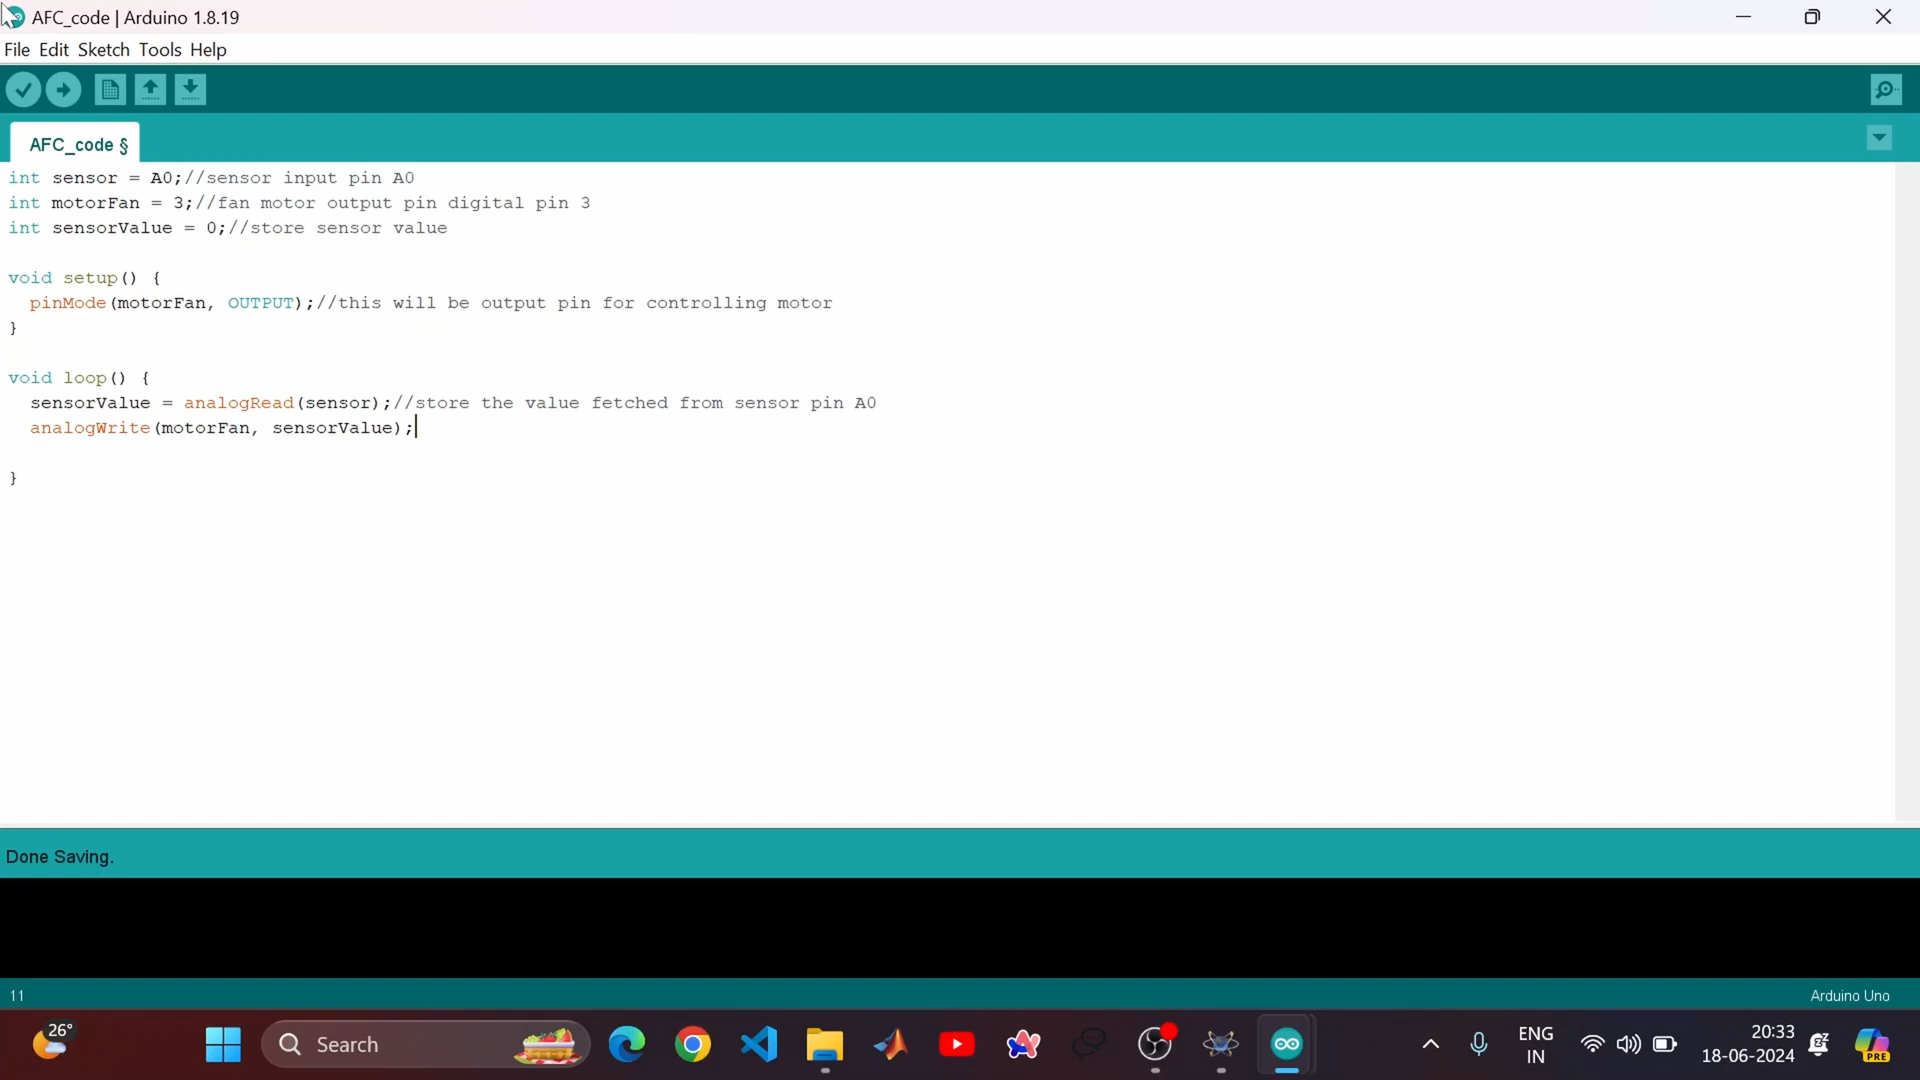 AFC_code | Arduino 1.8.19
File Edit Sketch Tools Help
AFC_code §
int sensor = A0;//sensor input pin A0
int motorFan = 3;//fan motor output pin digital pin 3
int sensorValue = 0;//store sensor value
void setup() {
pinMode(motorFan, OUTPUT);//this will be output pin for controlling motor
}
void loop() {
sensorValue = analogRead(sensor);//store the value fetched from sensor pin A0
analogWrite(motorFan, sensorValue);
}
Done Saving.
11
Arduino Uno
26°
Search
ENG
IN
20:33
18-06-2024
PRE